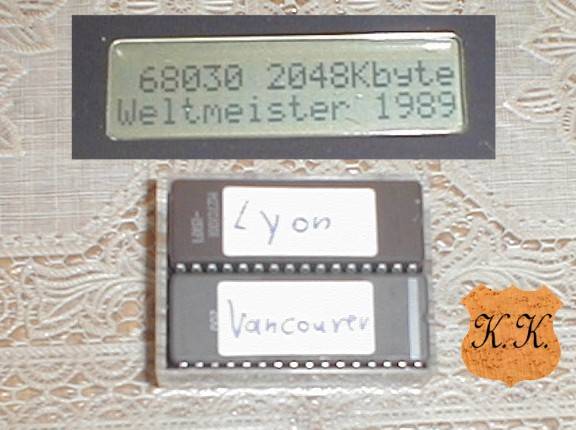 68030 2048Kbyte
Weltmeister 1989
Lyon
Vancouver
K.K.